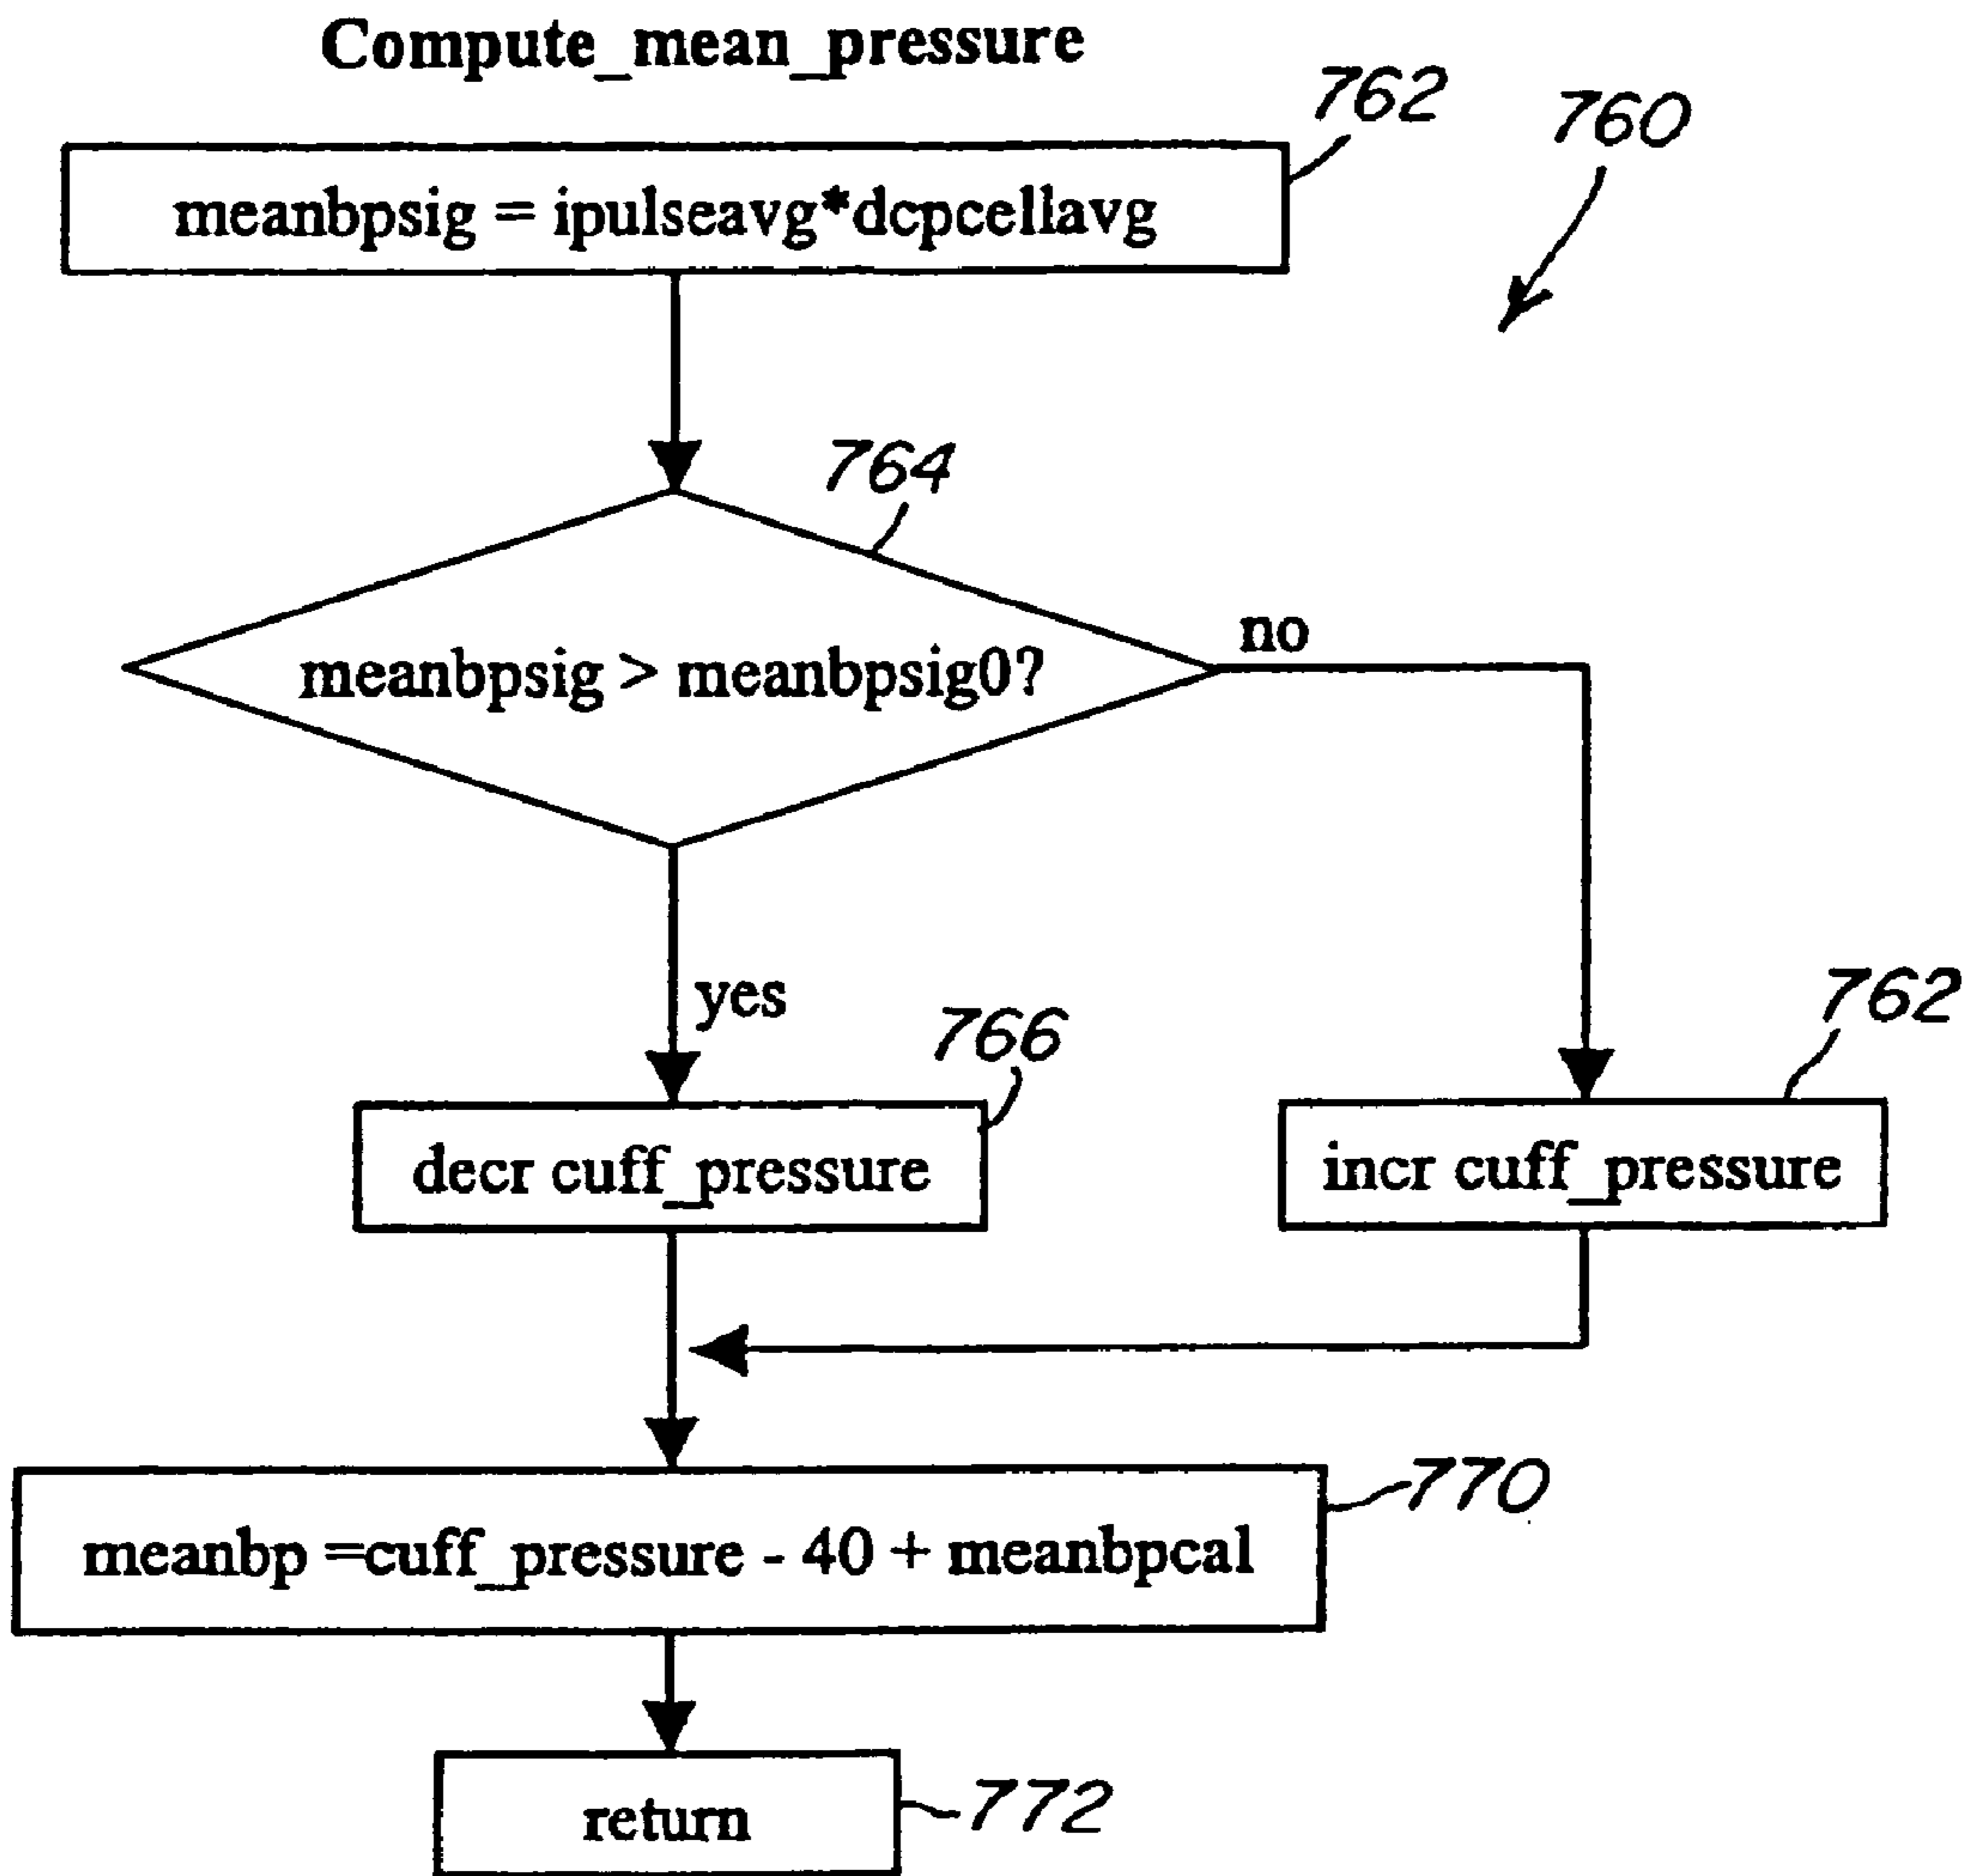 Compute_mean_pressure
762
760
meanbpsig = ipulseavg*dcpcellavg
764
no
meanbpsig > meanbpsig0?
yes
766
762
decr cuff_pressure
incr cuff_pressure
770
meanbp =cuff_pressure - 40 + meanbpcal
return
772